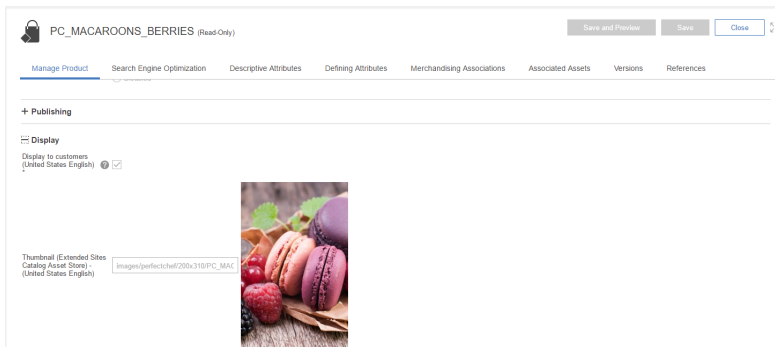 PC_MACAROONS_BERRIES (Read-Only)
Save and Preview Save Close
Manage Product Search Engine Optimization Descriptive Attributes Defining Attributes Merchandising Associations Associated Assets Versions References
+ Publishing
Display
Display to customers
(United States English) ?
*
Thumbnail (Extended Sites
Catalog Asset Store) -
(United States English)
images/perfectchef/200x310/PC_MAC